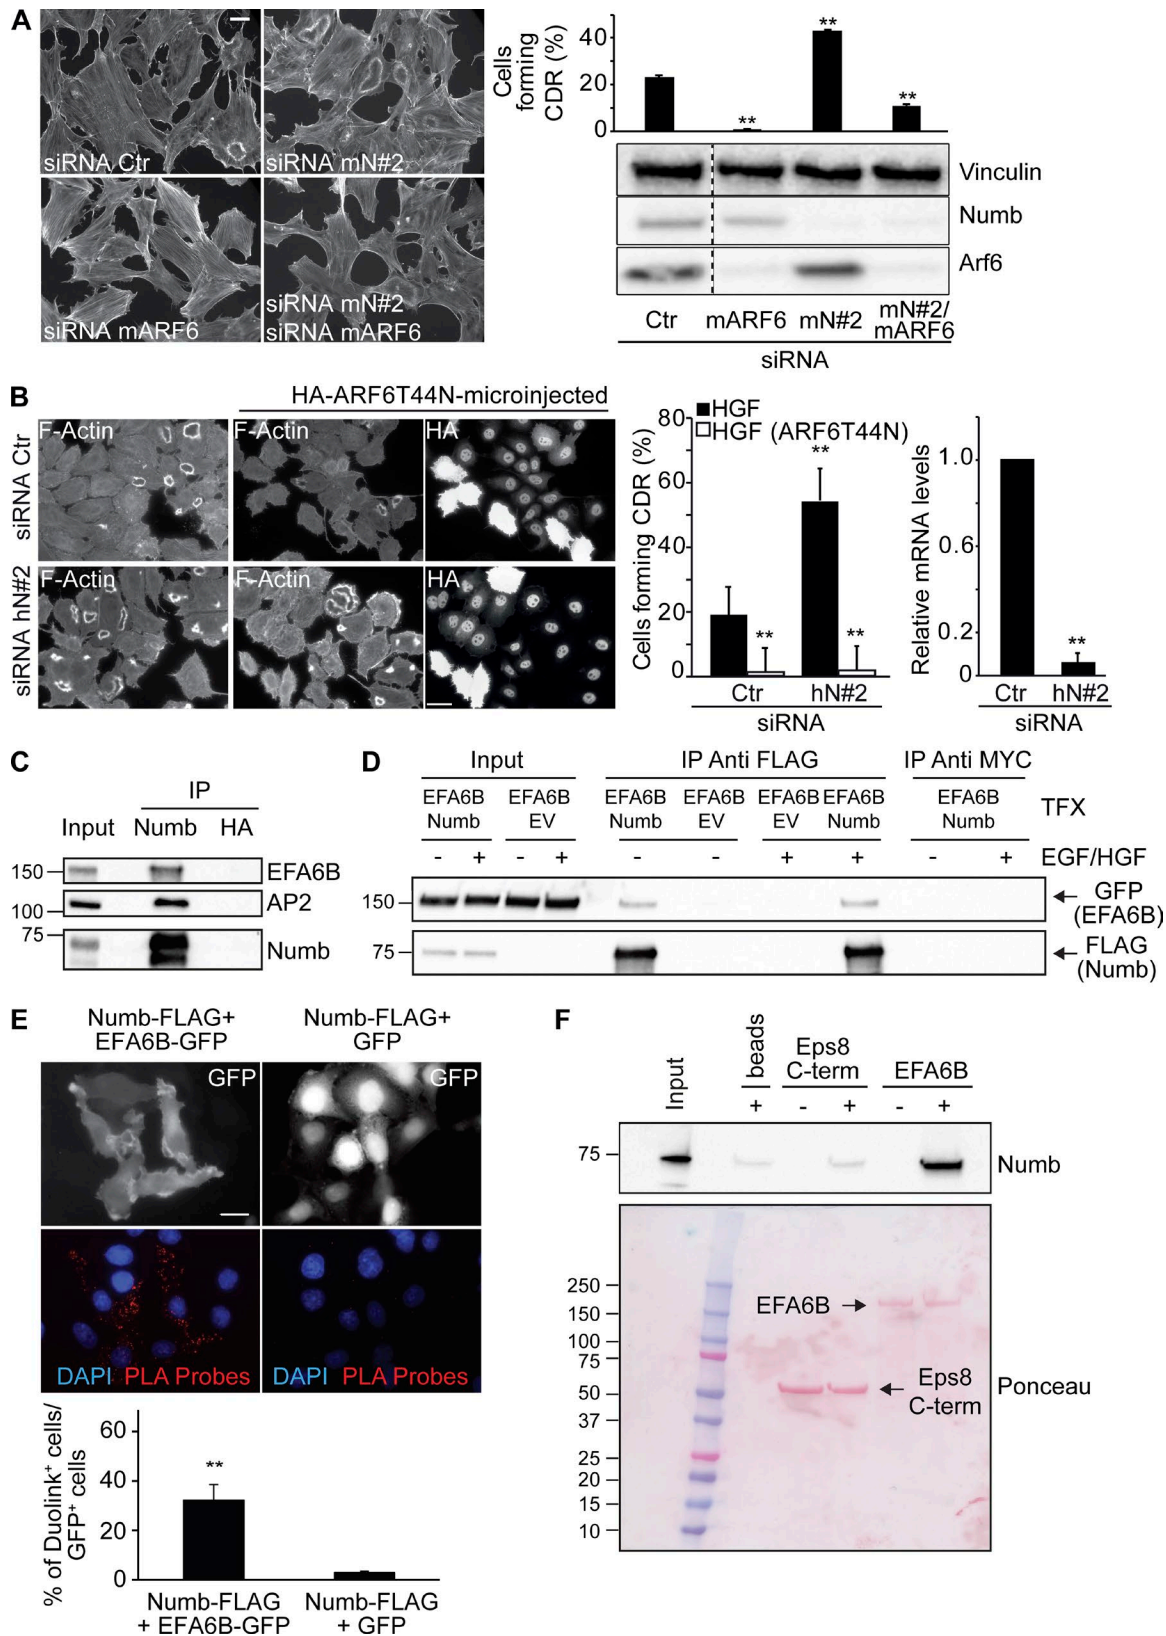 A
siRNA Ctr
siRNA mN#2
siRNA mARF6
siRNA mN#2
siRNA mARF6
Cells
forming
CDR (%)
40
20
0
**
**
**
Vinculin
Numb
Arf6
Ctr
mARF6
mN#2
mN#2/
mARF6
siRNA
B
HA-ARF6T44N-microinjected
siRNA Ctr
F-Actin
F-Actin
HA
siRNA hN#2
F-Actin
F-Actin
HA
Cells forming CDR (%)
80
60
40
20
0
HGF
HGF (ARF6T44N)
**
**
**
Ctr
hN#2
siRNA
Relative mRNA levels
1.0
0.6
0.2
0
**
Ctr
hN#2
siRNA
C
IP
Input
Numb
HA
150
EFA6B
100
AP2
75
Numb
D
Input
IP Anti FLAG
IP Anti MYC
EFA6B
Numb
EFA6B
EV
EFA6B
Numb
EFA6B
EV
EFA6B
EV
EFA6B
Numb
EFA6B
Numb
TFX
- + - + - - + + - +
EGF/HGF
150
GFP
(EFA6B)
75
FLAG
(Numb)
E
Numb-FLAG+
EFA6B-GFP
Numb-FLAG+
GFP
GFP
GFP
DAPI PLA Probes
DAPI PLA Probes
% of Duolink+ cells/
GFP+ cells
60
40
20
0
**
Numb-FLAG
+ EFA6B-GFP
Numb-FLAG
+ GFP
F
Input
beads
Eps8
C-term
EFA6B
+ - + - +
75
Numb
250
150
100
75
50
37
25
20
15
10
EFA6B
Eps8
C-term
Ponceau